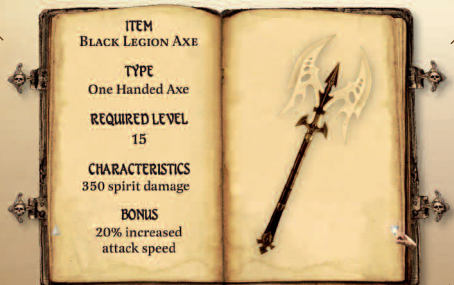 ITEM
BLACK LEGION AXE
TYPE
One Handed Axe
REQUIRED LEVEL
15
CHARACTERISTICS
350 spirit damage
BONUS
20% increased
attack speed